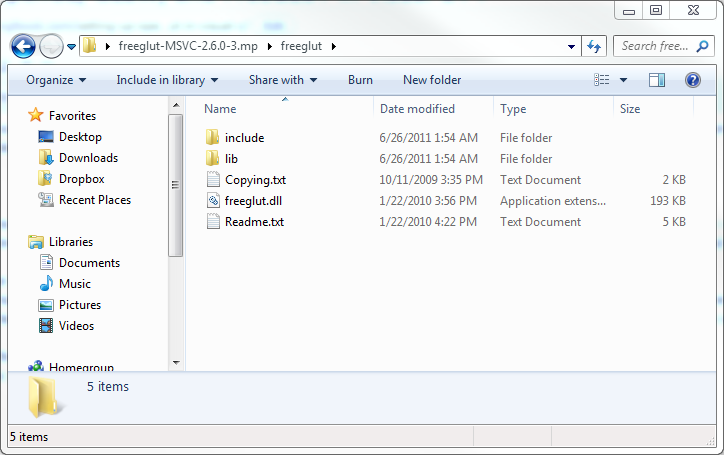 freeglut-MSVC-2.6.0-3.mp freeglut Search free...
Organize Include in library Share with Burn New folder
Name Date modified Type Size
Favorites
Desktop
Downloads
Dropbox
Recent Places
Libraries
Documents
Music
Pictures
Videos
Homegroup
include 6/26/2011 1:54 AM File folder
lib 6/26/2011 1:54 AM File folder
Copying.txt 10/11/2009 3:35 PM Text Document 2 KB
freeglut.dll 1/22/2010 3:56 PM Application extens... 193 KB
Readme.txt 1/22/2010 4:22 PM Text Document 5 KB
5 items
5 items